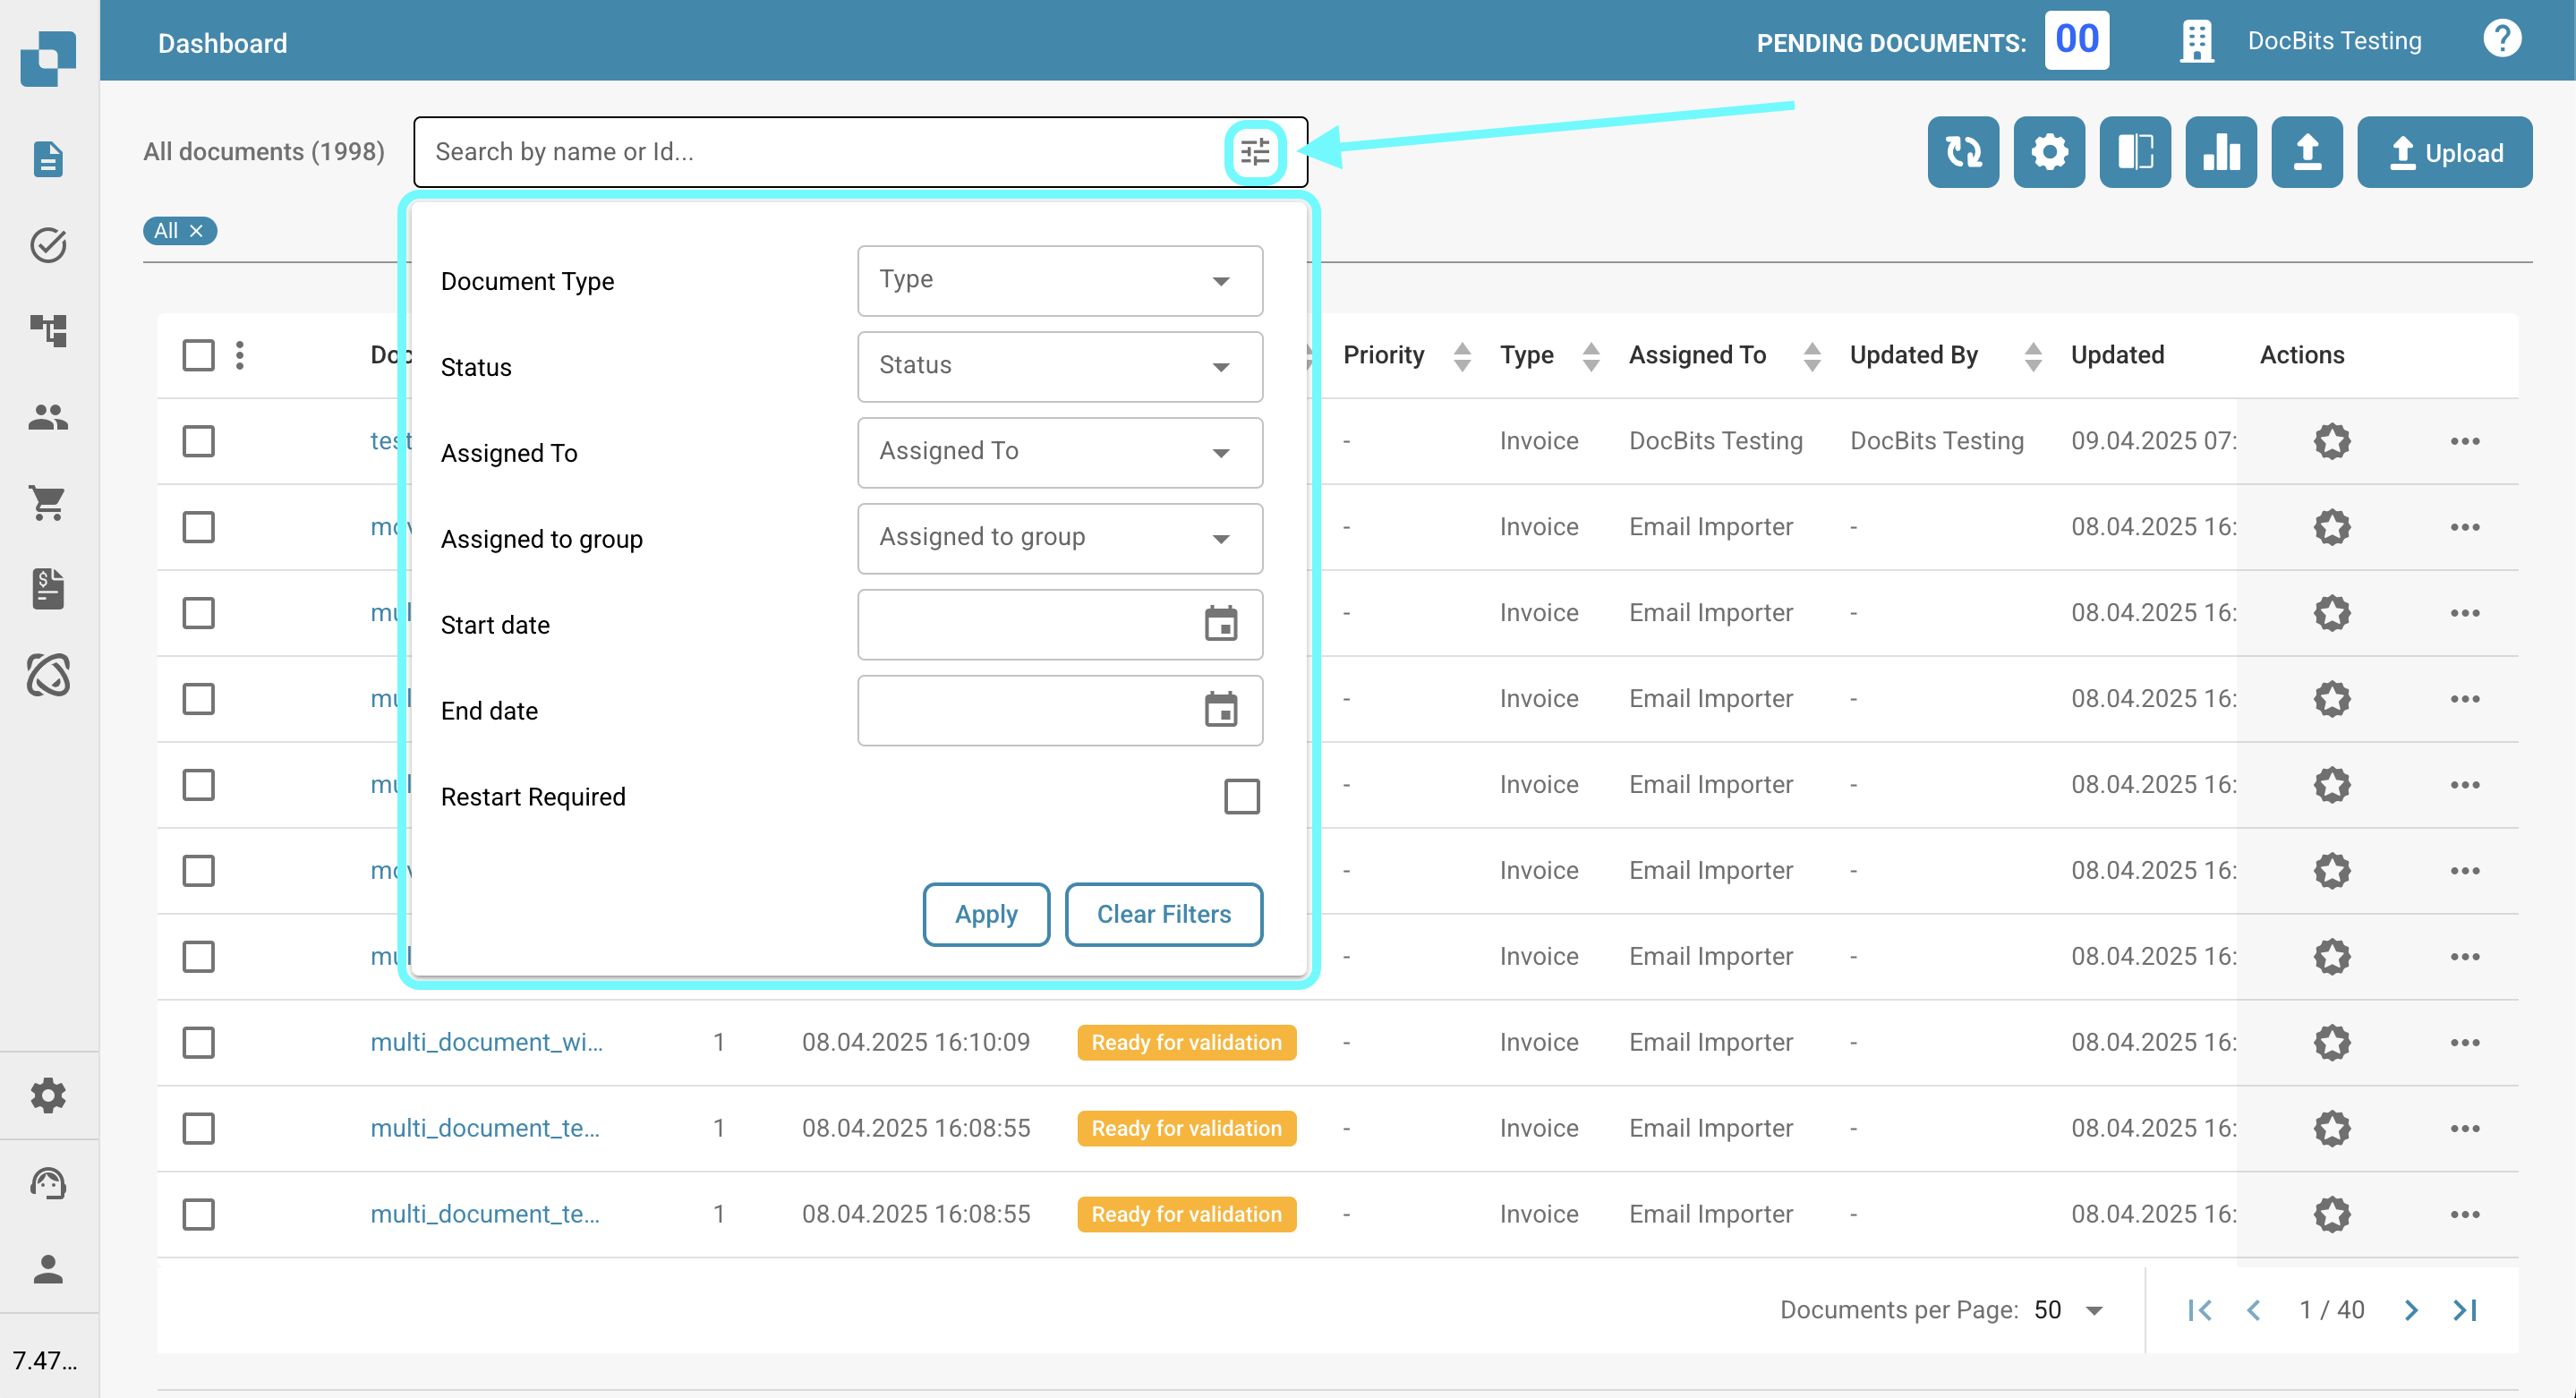 Dashboard
PENDING DOCUMENTS: 00
DocBits Testing
?
All documents (1998)
Search by name or Id...
Upload
All ×
Document Type Type
Status Status
Assigned To Assigned To
Assigned to group Assigned to group
Start date
End date
Restart Required
Apply Clear Filters
Doc Priority Type Assigned To Updated By Updated Actions
test - Invoice DocBits Testing DocBits Testing 09.04.2025 07:
mov - Invoice Email Importer - 08.04.2025 16:
mul - Invoice Email Importer - 08.04.2025 16:
mul - Invoice Email Importer - 08.04.2025 16:
mul - Invoice Email Importer - 08.04.2025 16:
mov - Invoice Email Importer - 08.04.2025 16:
mul - Invoice Email Importer - 08.04.2025 16:
multi_document_wi... 1 08.04.2025 16:10:09 Ready for validation - Invoice Email Importer - 08.04.2025 16:
multi_document_te... 1 08.04.2025 16:08:55 Ready for validation - Invoice Email Importer - 08.04.2025 16:
multi_document_te... 1 08.04.2025 16:08:55 Ready for validation - Invoice Email Importer - 08.04.2025 16:
Documents per Page: 50 1 / 40
7.47...